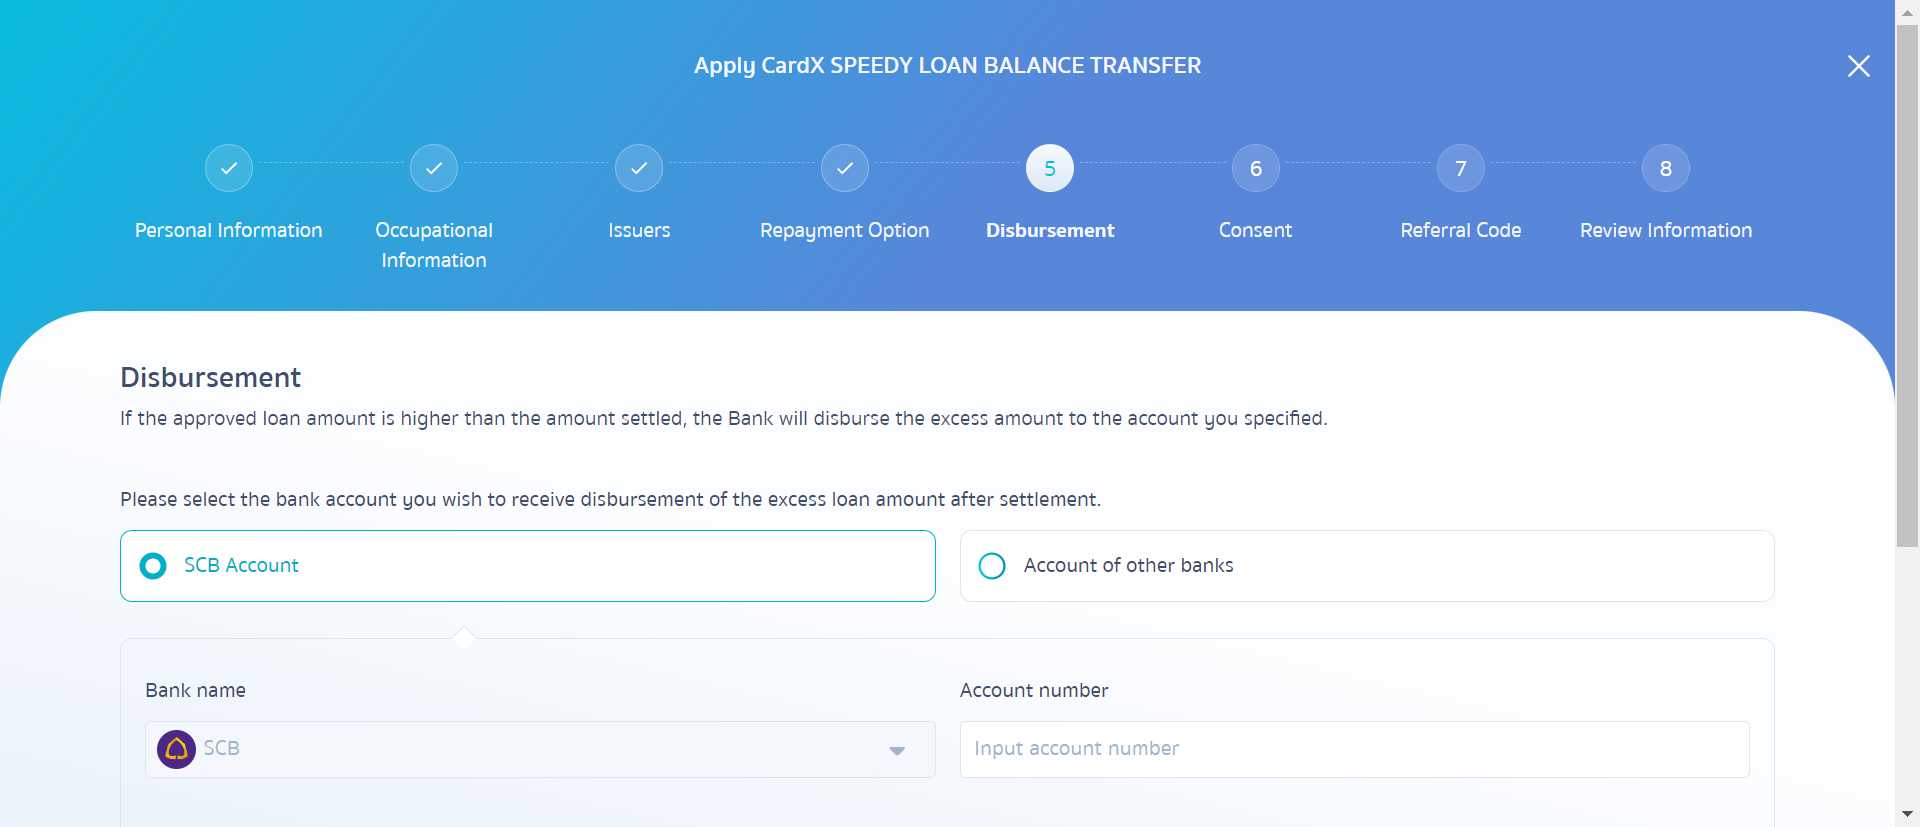 Apply CardX SPEEDY LOAN BALANCE TRANSFER
5
6
7
8
Personal Information
Occupational
Information
Issuers
Repayment Option
Disbursement
Consent
Referral Code
Review Information
Disbursement
If the approved loan amount is higher than the amount settled, the Bank will disburse the excess amount to the account you specified.
Please select the bank account you wish to receive disbursement of the excess loan amount after settlement.
SCB Account
Account of other banks
Bank name
Account number
SCB
Input account number